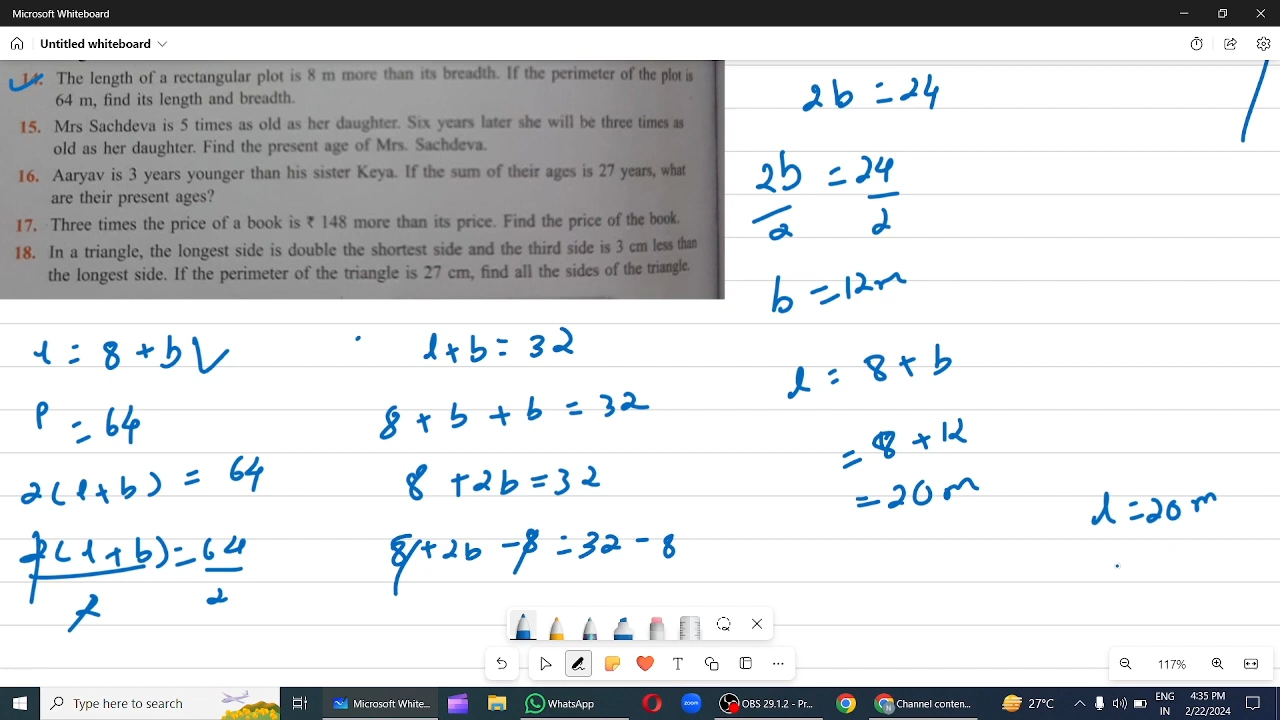 Microsoft Whiteboard
Untitled whiteboard
14. The length of a rectangular plot is 8 m more than its breadth. If the perimeter of the plot is
64 m, find its length and breadth.
15. Mrs Sachdeva is 5 times as old as her daughter. Six years later she will be three times as
old as her daughter. Find the present age of Mrs. Sachdeva.
16. Aaryav is 3 years younger than his sister Keya. If the sum of their ages is 27 years, what
are their present ages?
17. Three times the price of a book is ₹ 148 more than its price. Find the price of the book.
18. In a triangle, the longest side is double the shortest side and the third side is 3 cm less than
the longest side. If the perimeter of the triangle is 27 cm, find all the sides of the triangle.
l = 8 + b
P = 64
2(l+b) = 64
2(l+b) = 64
2 2
l+b = 32
8 + b + b = 32
8 + 2b = 32
8 + 2b - 8 = 32 - 8
2b = 24
2b = 24
2 2
b = 12m
l = 8 + b
= 8 + 12
= 20 m
l = 20 m
117%
Type here to search
Microsoft White...
WhatsApp
zoom
OBS 29.1.2 - Pr...
Channel conten...
27°C
ENG
IN
4:35 PM
2/22/2024